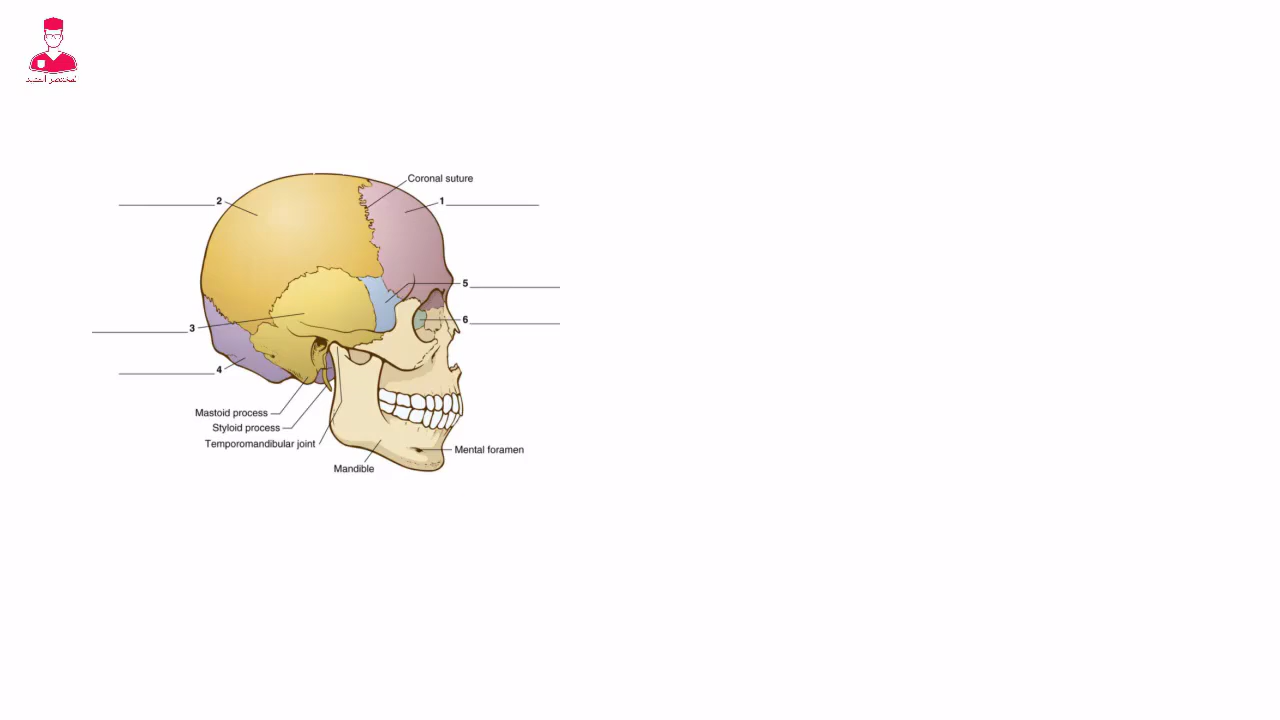 Coronal suture
2
1
5
6
3
4
Mastoid process
Styloid process
Temporomandibular joint
Mental foramen
Mandible